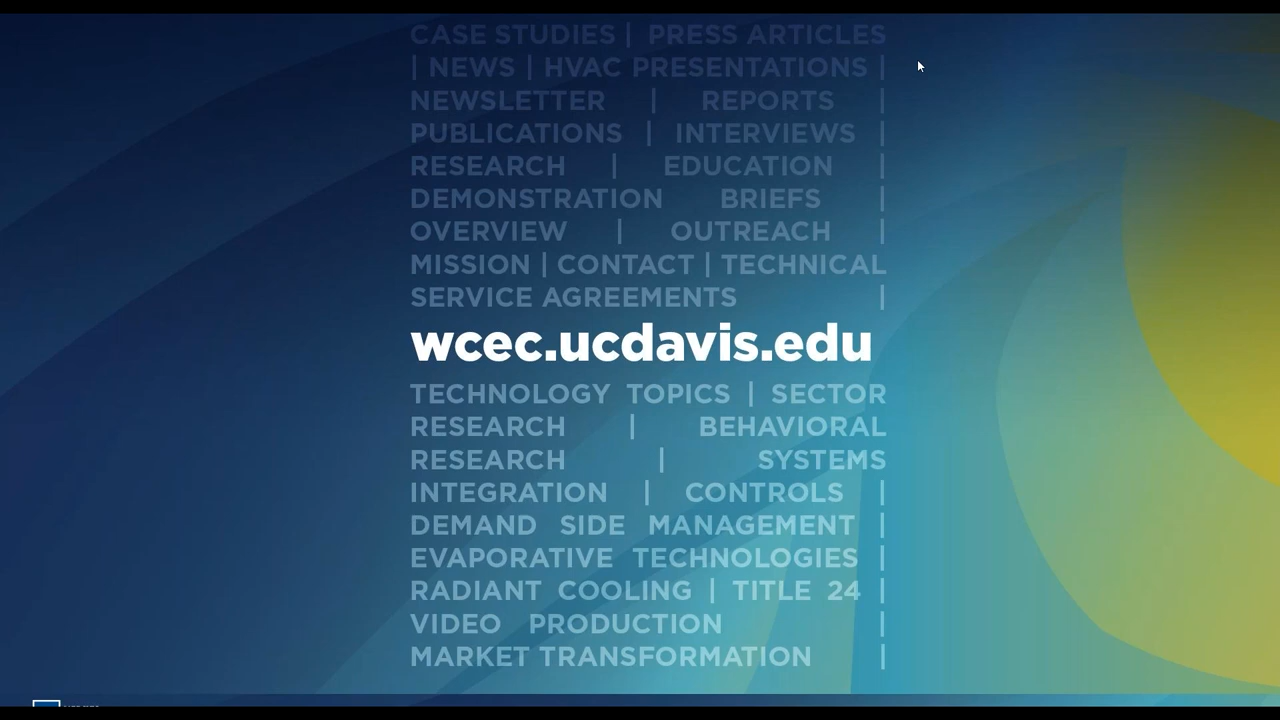 CASE STUDIES | PRESS ARTICLES
| NEWS | HVAC PRESENTATIONS |
NEWSLETTER | REPORTS |
PUBLICATIONS | INTERVIEWS |
RESEARCH | EDUCATION |
DEMONSTRATION BRIEFS |
OVERVIEW | OUTREACH |
MISSION | CONTACT | TECHNICAL
SERVICE AGREEMENTS |
wcec.ucdavis.edu
TECHNOLOGY TOPICS | SECTOR
RESEARCH | BEHAVIORAL
RESEARCH | SYSTEMS
INTEGRATION | CONTROLS |
DEMAND SIDE MANAGEMENT |
EVAPORATIVE TECHNOLOGIES |
RADIANT COOLING | TITLE 24 |
VIDEO PRODUCTION |
MARKET TRANSFORMATION |